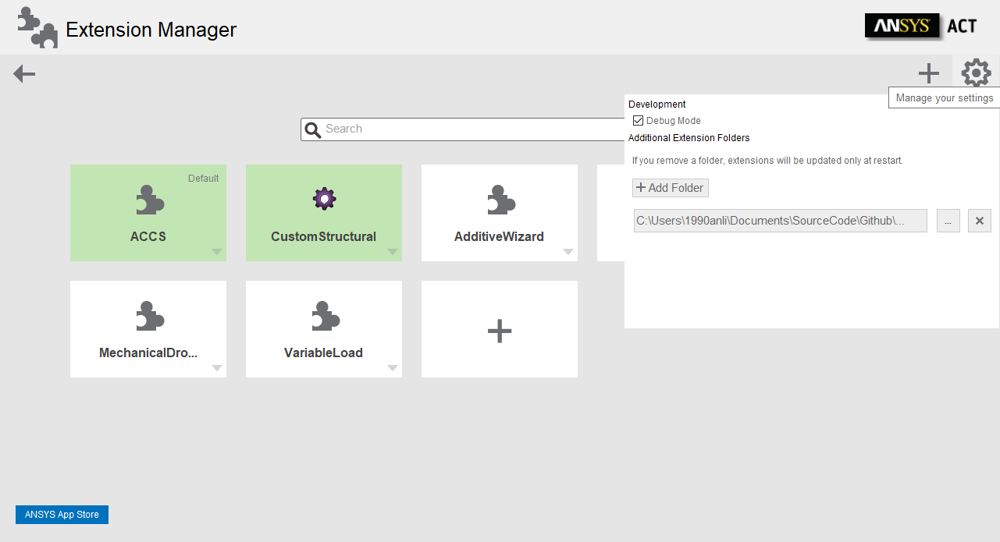 Extension Manager
ANSYS ACT
Manage your settings
Development
Debug Mode
Search
Additional Extension Folders
If you remove a folder, extensions will be updated only at restart.
Add Folder
C:\Users\1990anli\Documents\SourceCode\Github\...
...
Default
ACCS
CustomStructural
AdditiveWizard
MechanicalDro...
VariableLoad
ANSYS App Store